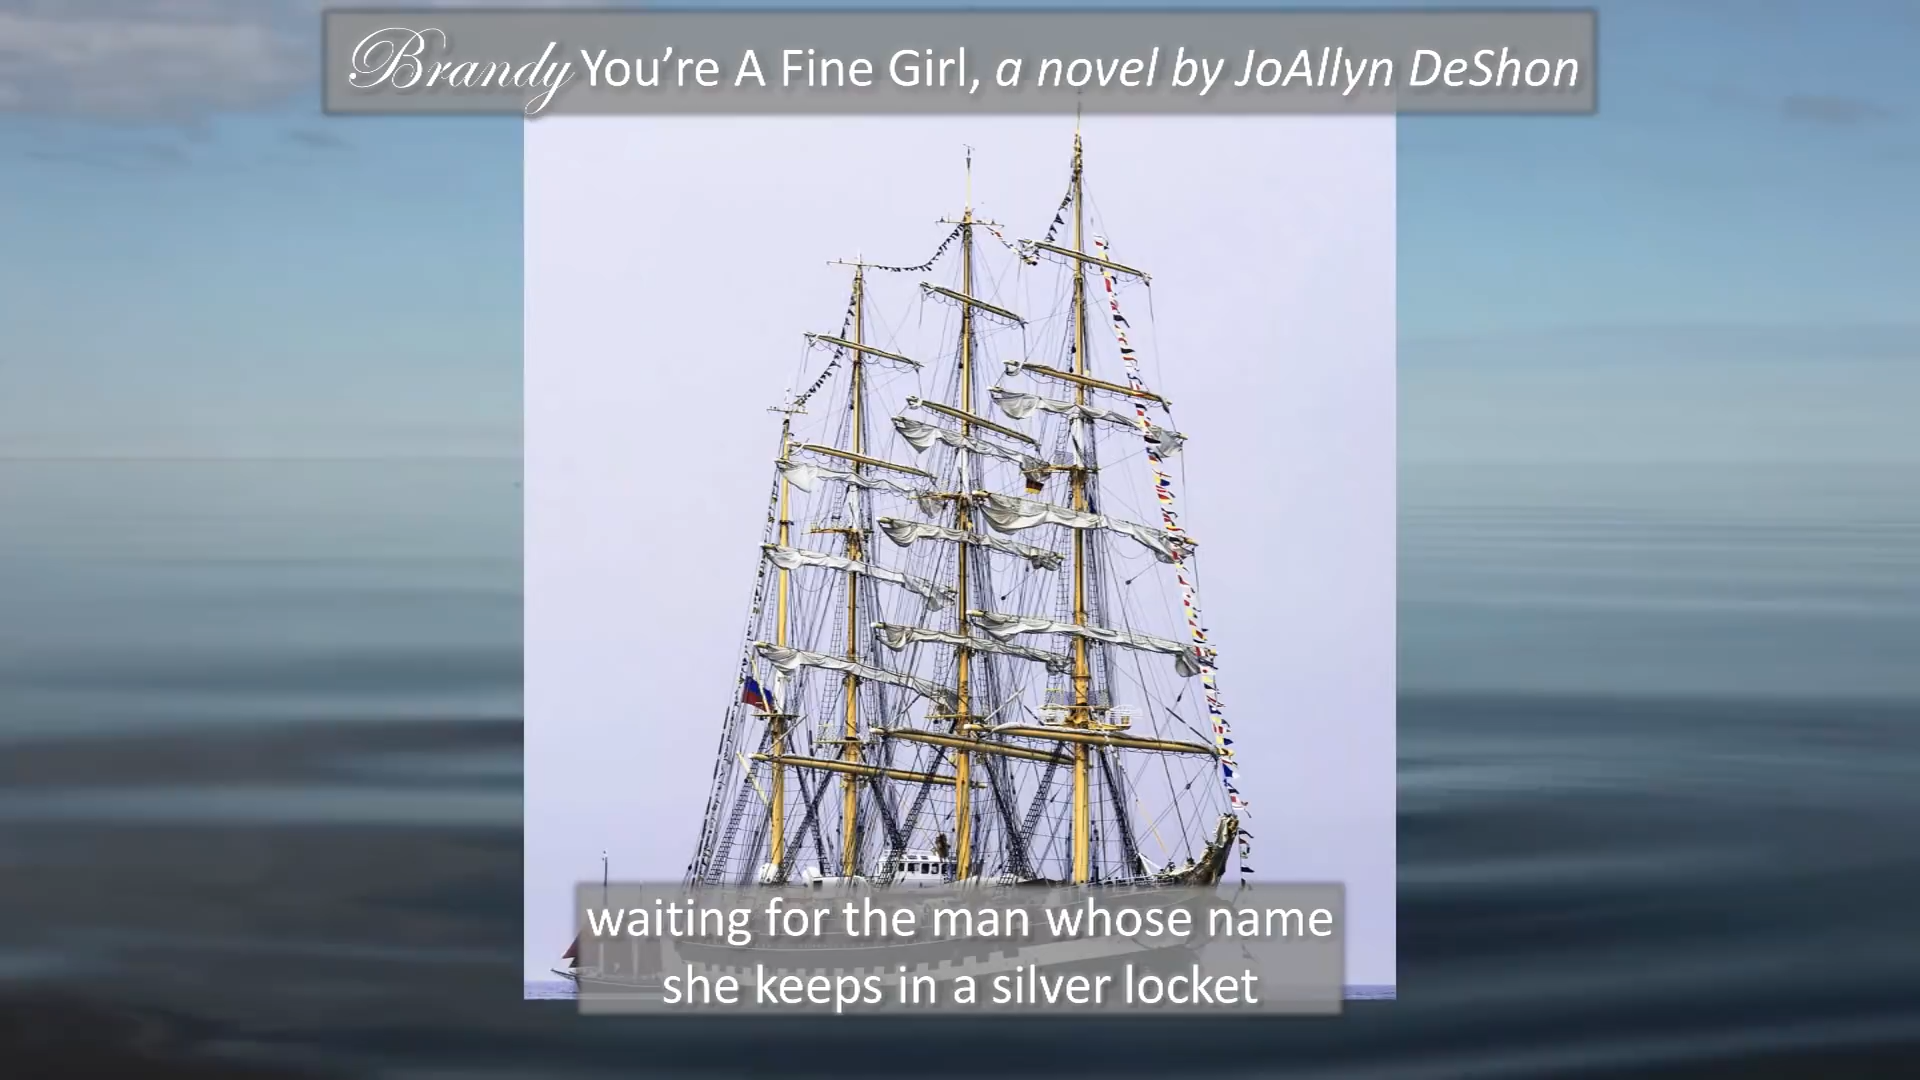 Brandy You're A Fine Girl, a novel by JoAllyn DeShon
waiting for the man whose name
she keeps in a silver locket